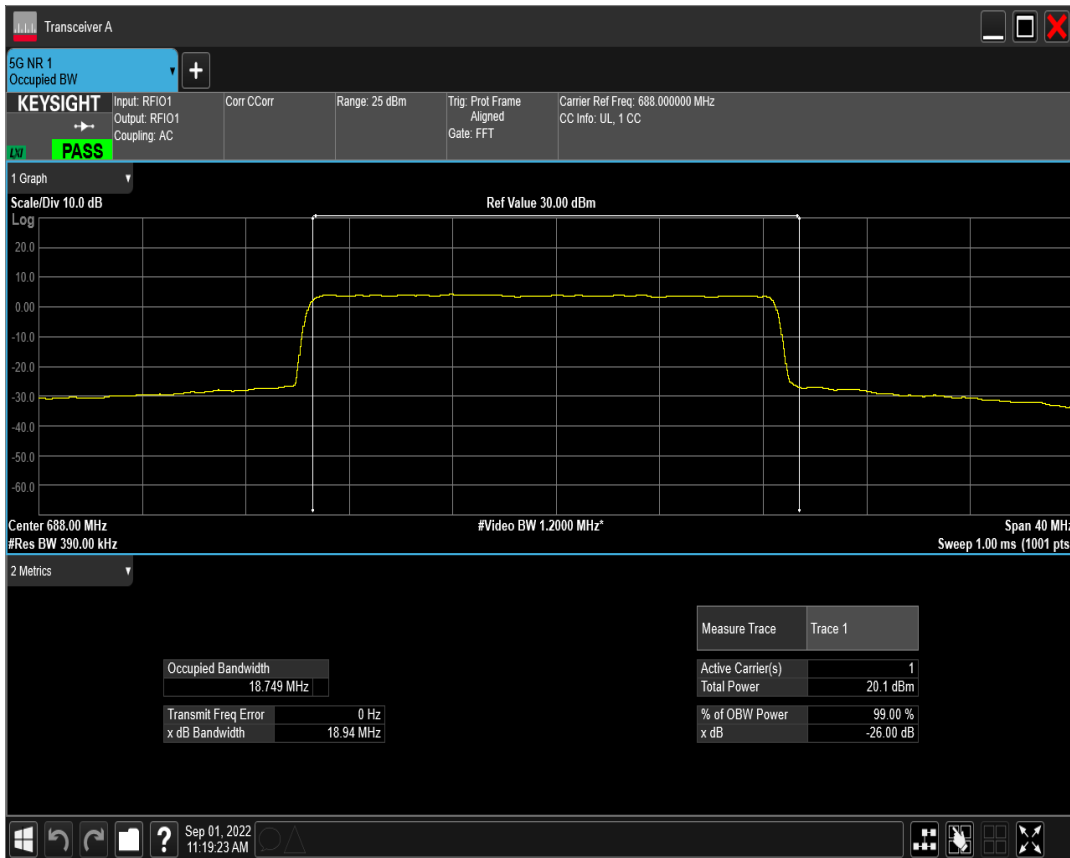 Transceiver A
5G NR 1
Occupied BW
+
KEYSIGHT
LXI
PASS
Input: RFIO1
Output: RFIO1
Coupling: AC
Corr CCorr
Range: 25 dBm
Trig: Prot Frame
Aligned
Gate: FFT
Carrier Ref Freq: 688.000000 MHz
CC Info: UL, 1 CC
1 Graph
Scale/Div 10.0 dB
Ref Value 30.00 dBm
Log
20.0
10.0
0.00
-10.0
-20.0
-30.0
-40.0
-50.0
-60.0
Center 688.00 MHz
#Video BW 1.2000 MHz*
Span 40 MHz
#Res BW 390.00 kHz
Sweep 1.00 ms (1001 pts
2 Metrics
Measure Trace Trace 1
Occupied Bandwidth
18.749 MHz
Active Carrier(s) 1
Total Power 20.1 dBm
Transmit Freq Error 0 Hz
x dB Bandwidth 18.94 MHz
% of OBW Power 99.00 %
x dB -26.00 dB
?
Sep 01, 2022
11:19:23 AM